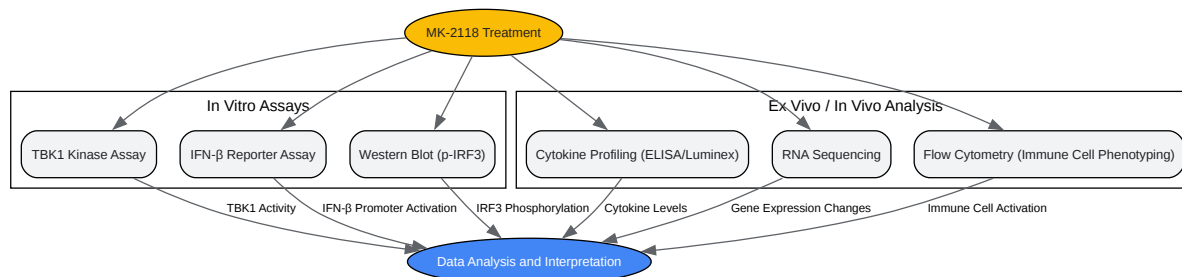 MK-2118 Treatment
In Vitro Assays
Ex Vivo / In Vivo Analysis
TBK1 Kinase Assay
IFN-β Reporter Assay
Western Blot (p-IRF3)
Cytokine Profiling (ELISA/Luminex)
RNA Sequencing
Flow Cytometry (Immune Cell Phenotyping)
TBK1 Activity
IFN-β Promoter Activation
IRF3 Phosphorylation
Cytokine Levels
Gene Expression Changes
Immune Cell Activation
Data Analysis and Interpretation